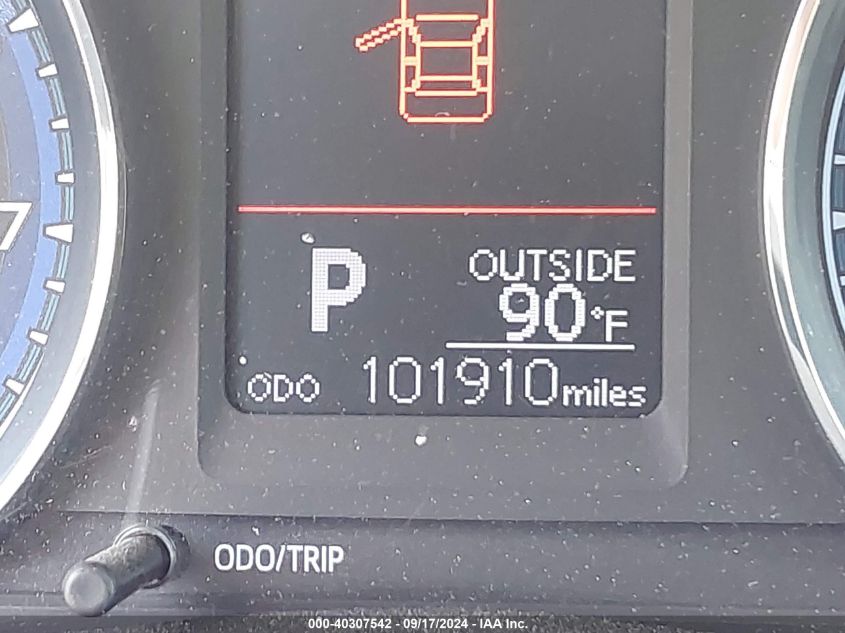 P
OUTSIDE
90°F
ODO 101910 miles
ODO/TRIP
000-40307542 - 09/17/2024 - IAA Inc.